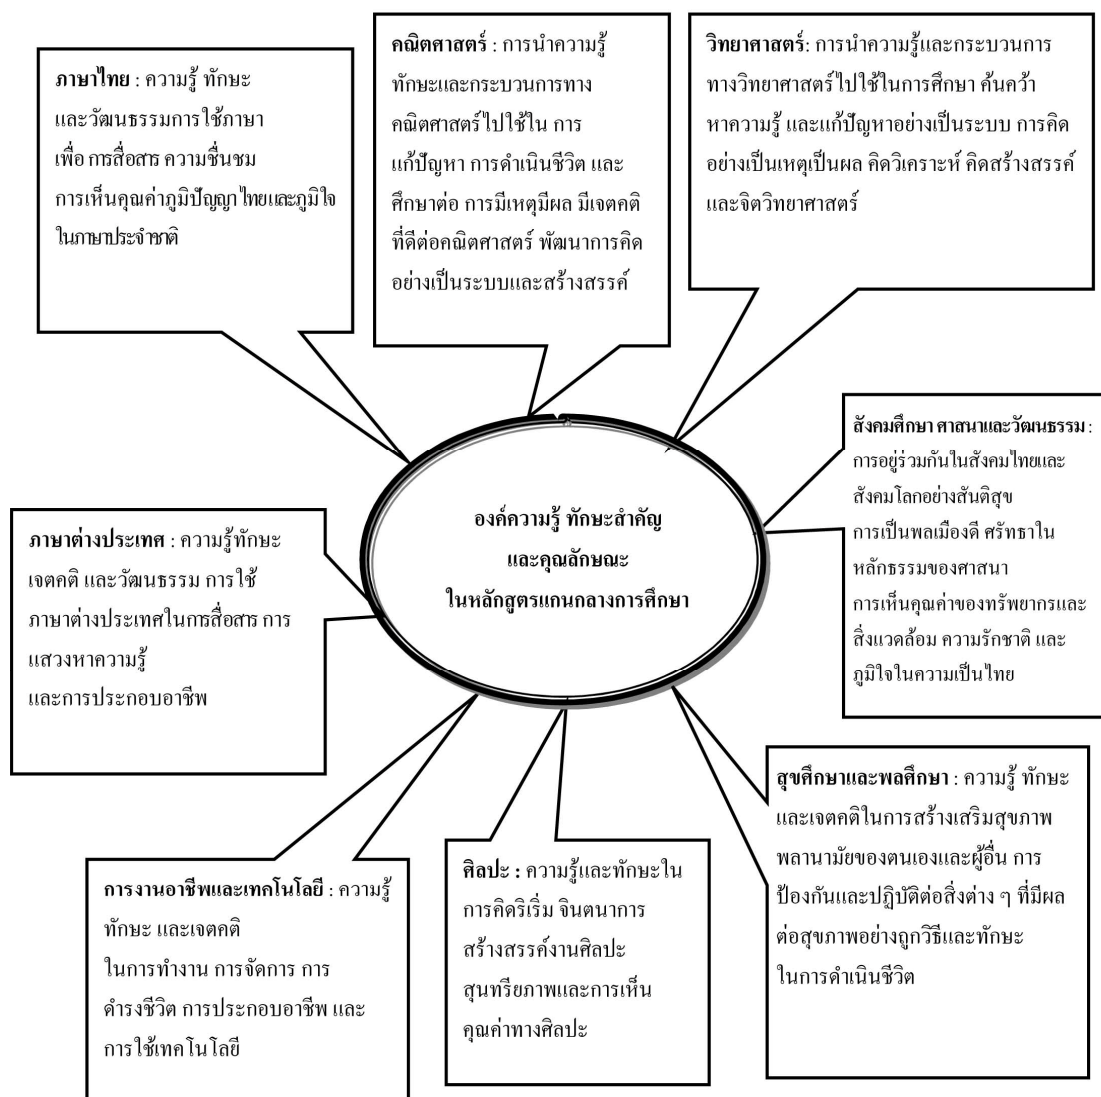 ภาษาไทย : ความรู้ ทักษะ
และวัฒนธรรมการใช้ภาษา
เพื่อ การสื่อสาร ความชื่นชม
การเห็นคุณค่าภูมิปัญญาไทยและภูมิใจ
ในภาษาประจำชาติ
คณิตศาสตร์ : การนำความรู้
ทักษะและกระบวนการทาง
คณิตศาสตร์ไปใช้ใน การ
แก้ปัญหา การดำเนินชีวิต และ
ศึกษาต่อ การมีเหตุมีผล มีเจตคติ
ที่ดีต่อคณิตศาสตร์ พัฒนาการคิด
อย่างเป็นระบบและสร้างสรรค์
วิทยาศาสตร์: การนำความรู้และกระบวนการ
ทางวิทยาศาสตร์ไปใช้ในการศึกษา ค้นคว้า
หาความรู้ และแก้ปัญหาอย่างเป็นระบบ การคิด
อย่างเป็นเหตุเป็นผล คิดวิเคราะห์ คิดสร้างสรรค์
และจิตวิทยาศาสตร์
สังคมศึกษา ศาสนาและวัฒนธรรม :
การอยู่ร่วมกันในสังคมไทยและ
สังคมโลกอย่างสันติสุข
การเป็นพลเมืองดี ศรัทธาใน
หลักธรรมของศาสนา
การเห็นคุณค่าของทรัพยากรและ
สิ่งแวดล้อม ความรักชาติ และ
ภูมิใจในความเป็นไทย
องค์ความรู้ ทักษะสำคัญ
และคุณลักษณะ
ในหลักสูตรแกนกลางการศึกษา
ภาษาต่างประเทศ : ความรู้ทักษะ
เจตคติ และวัฒนธรรม การใช้
ภาษาต่างประเทศในการสื่อสาร การ
แสวงหาความรู้
และการประกอบอาชีพ
การงานอาชีพและเทคโนโลยี : ความรู้
ทักษะ และเจตคติ
ในการทำงาน การจัดการ การ
ดำรงชีวิต การประกอบอาชีพ และ
การใช้เทคโนโลยี
ศิลปะ : ความรู้และทักษะใน
การคิดริเริ่ม จินตนาการ
สร้างสรรค์งานศิลปะ
สุนทรียภาพและการเห็น
คุณค่าทางศิลปะ
สุขศึกษาและพลศึกษา : ความรู้ ทักษะ
และเจตคติในการสร้างเสริมสุขภาพ
พลานามัยของตนเองและผู้อื่น การ
ป้องกันและปฏิบัติต่อสิ่งต่าง ๆ ที่มีผล
ต่อสุขภาพอย่างถูกวิธีและทักษะ
ในการดำเนินชีวิต